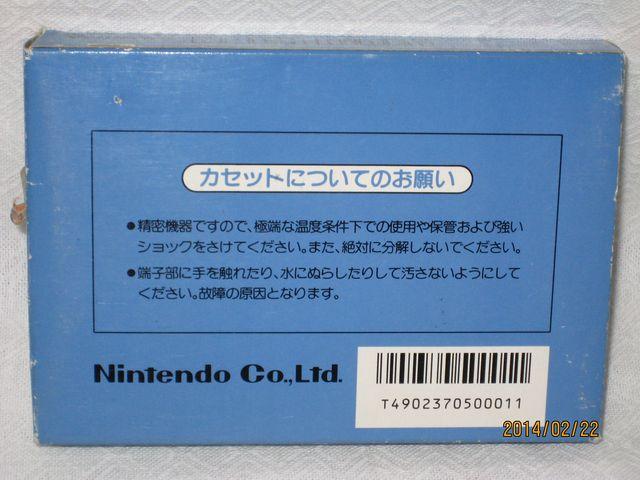 カセットについてのお願い
●精密機器ですので、極端な温度条件下での使用や保管および強い
ショックをさけてください。また、絶対に分解しないでください。
●端子部に手を触れたり、水にぬらしたりして汚さないようにして
ください。故障の原因となります。
Nintendo Co.,Ltd.
T4902370500011
2014/02/22